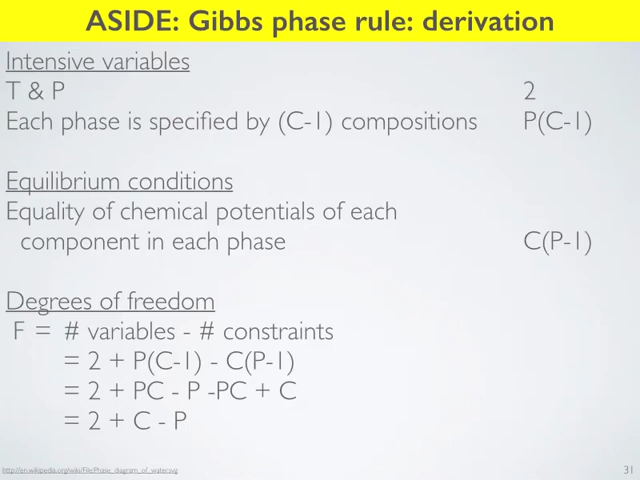 ASIDE: Gibbs phase rule: derivation
Intensive variables
T & P 2
Each phase is specified by (C-1) compositions P(C-1)
Equilibrium conditions
Equality of chemical potentials of each
component in each phase C(P-1)
Degrees of freedom
F = # variables - # constraints
= 2 + P(C-1) - C(P-1)
= 2 + PC - P -PC + C
= 2 + C - P
http://en.wikipedia.org/wiki/File:Phase_diagram_of_water.svg 31